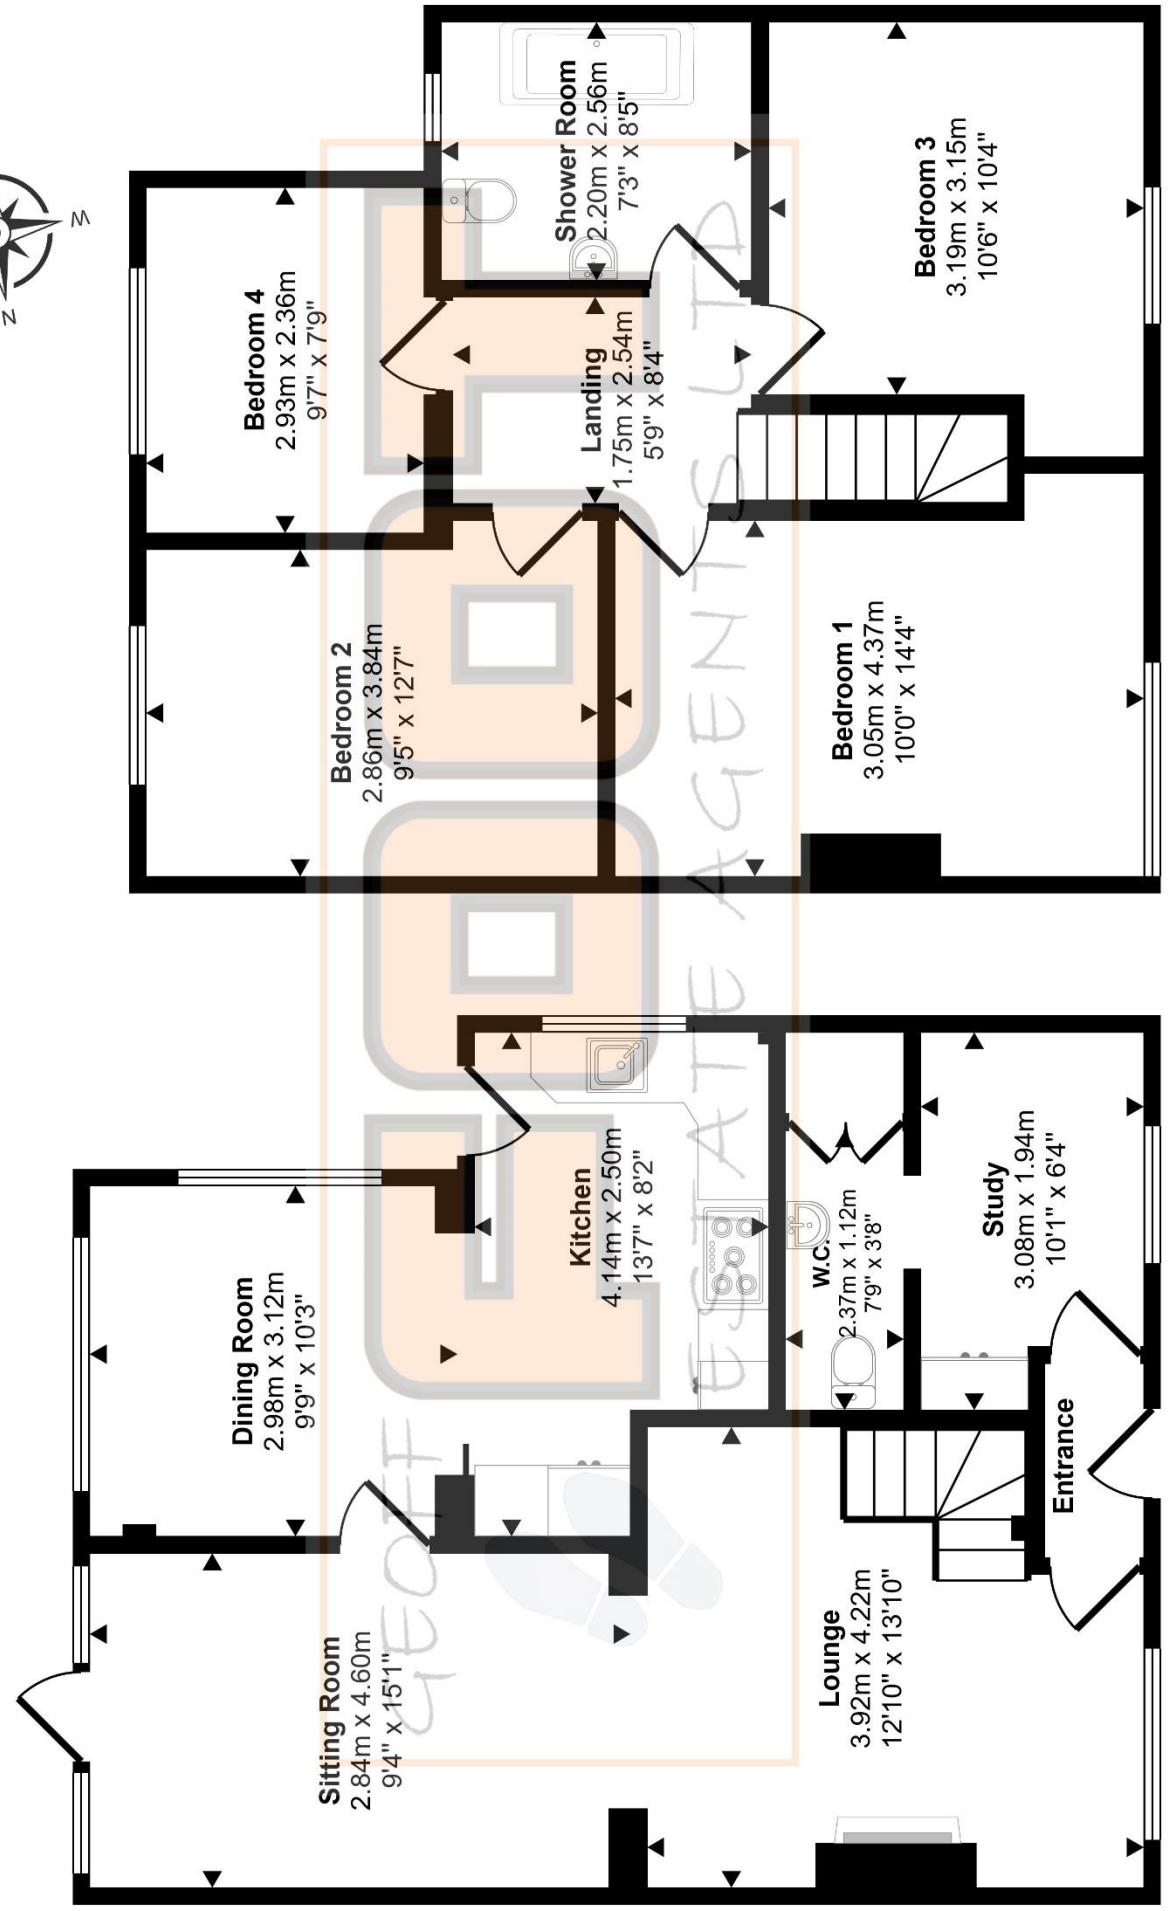 Sitting Room
2.84m x 4.60m
9'4" x 15'1"
Dining Room
2.98m x 3.12m
9'9" x 10'3"
Kitchen
4.14m x 2.50m
13'7" x 8'2"
Lounge
3.92m x 4.22m
12'10" x 13'10"
W.C.
2.37m x 1.12m
7'9" x 3'8"
Study
3.08m x 1.94m
10'1" x 6'4"
Entrance
Bedroom 2
2.86m x 3.84m
9'5" x 12'7"
Bedroom 4
2.93m x 2.36m
9'7" x 7'9"
Landing
1.75m x 2.54m
5'9" x 8'4"
Shower Room
2.20m x 2.56m
7'3" x 8'5"
Bedroom 1
3.05m x 4.37m
10'0" x 14'4"
Bedroom 3
3.19m x 3.15m
10'6" x 10'4"
N
W
GEOFF
FOOT
ESTATE AGENTS LTD